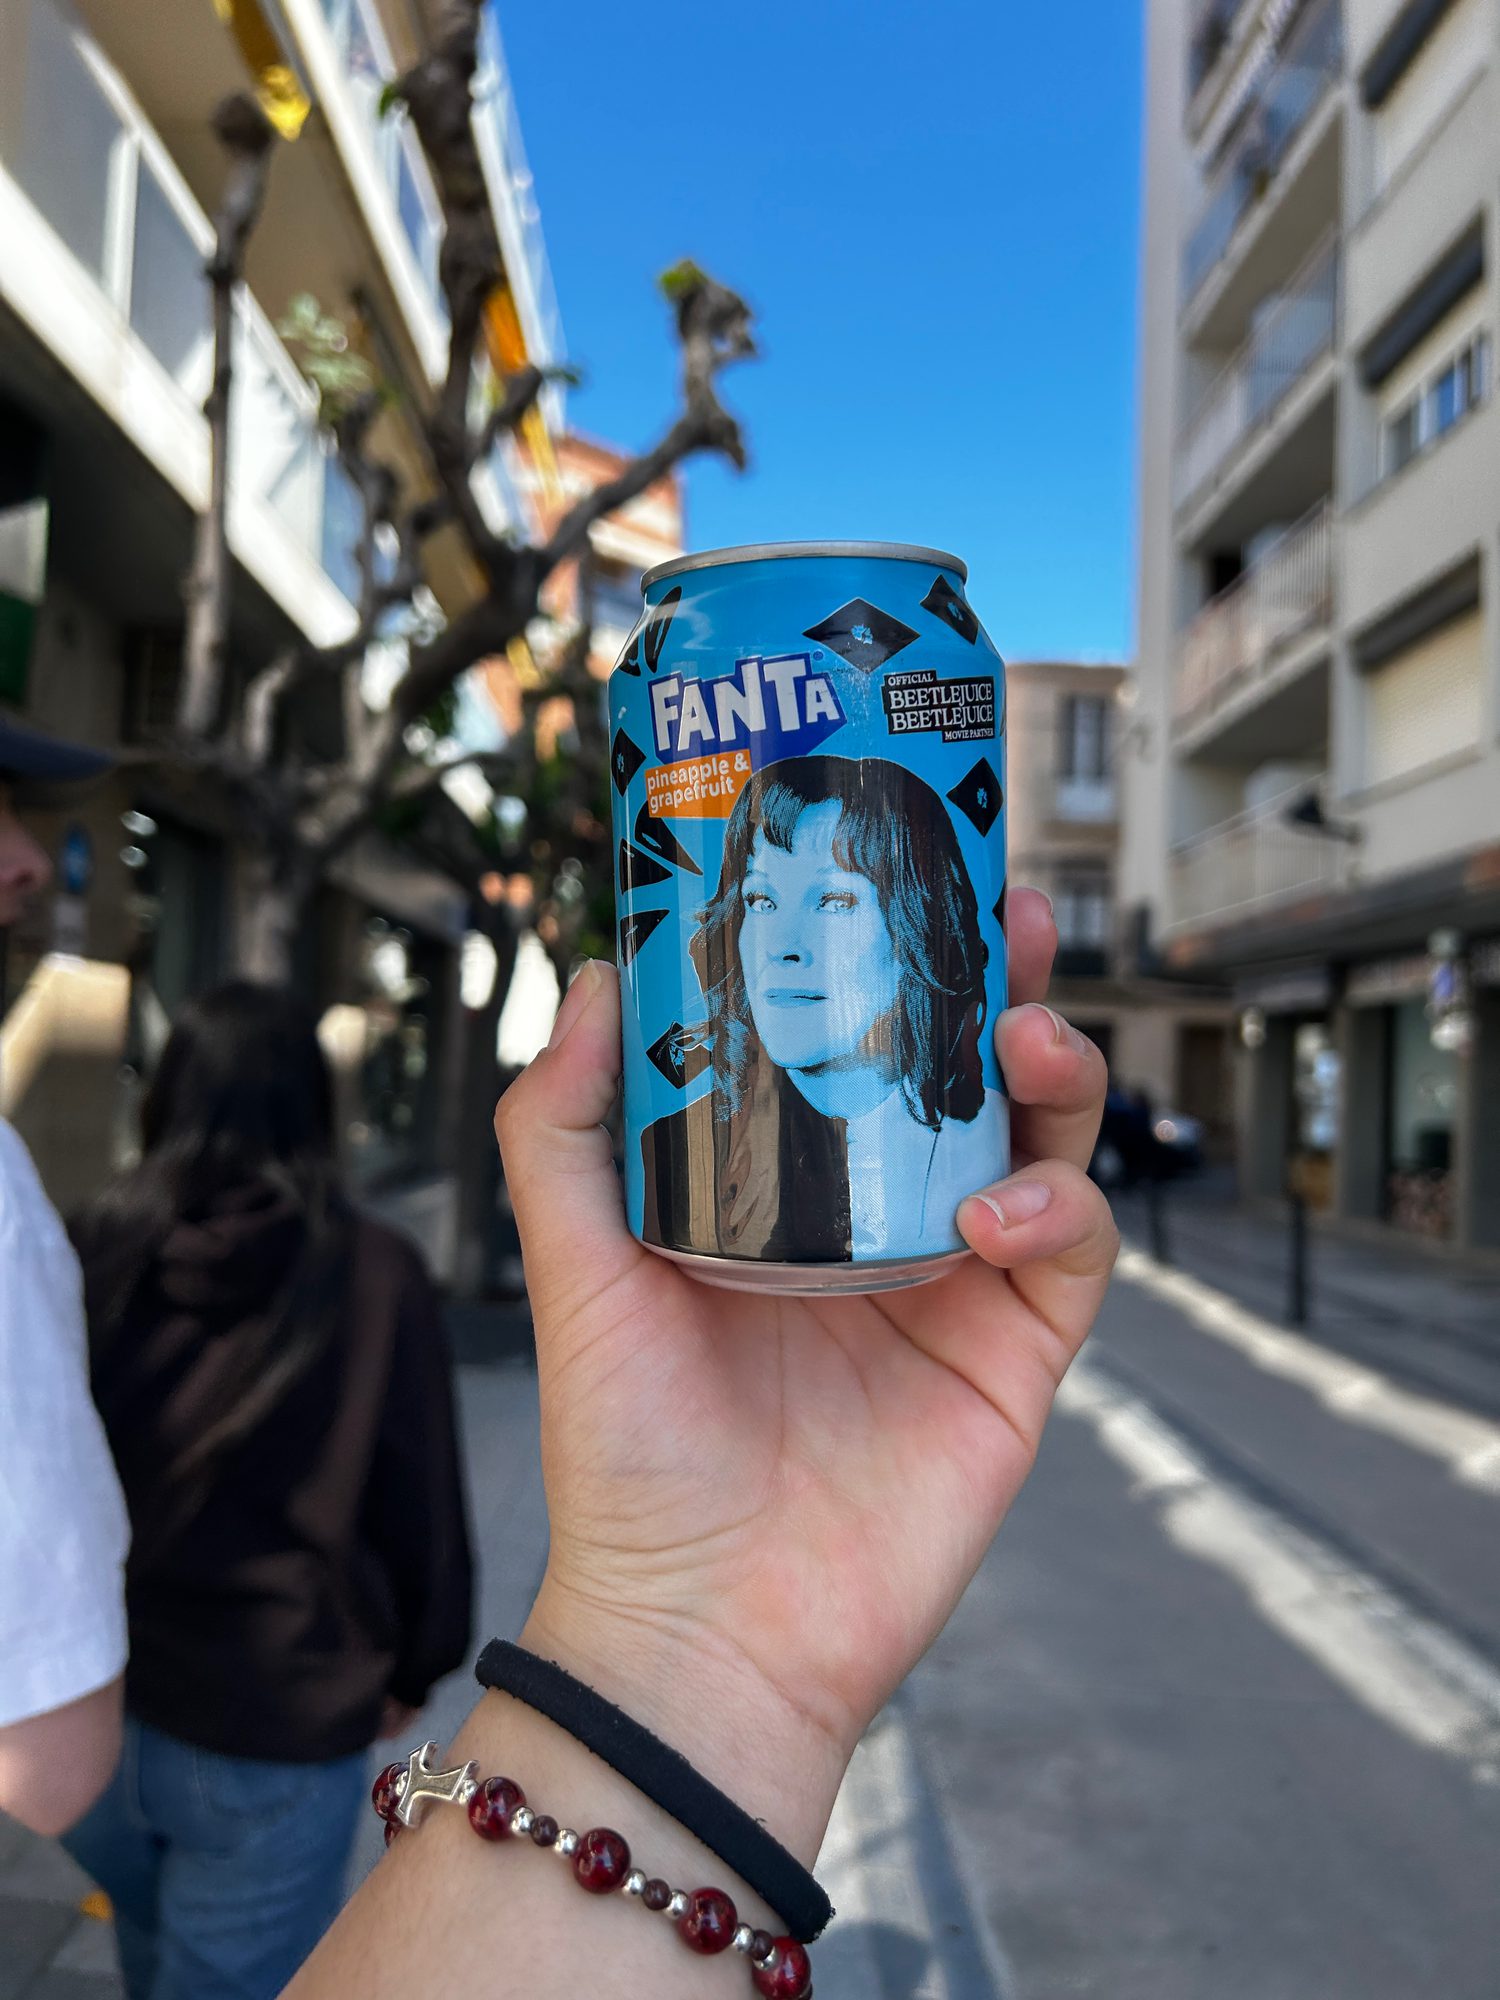 FANTA
pineapple &
grapefruit
OFFICIAL
BEETLEJUICE
BEETLEJUICE
MOVIE PARTNER